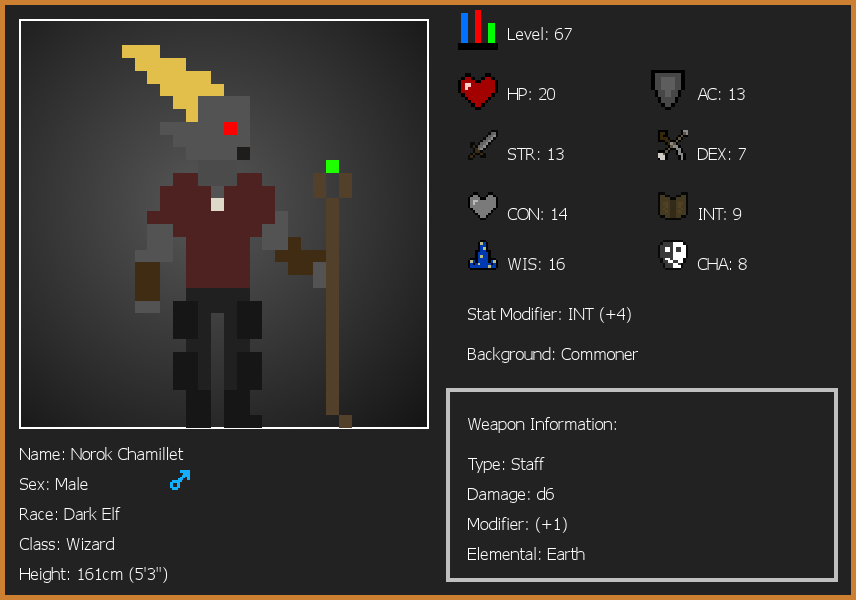 Level: 67
HP: 20
AC: 13
STR: 13
DEX: 7
CON: 14
INT: 9
WIS: 16
CHA: 8
Stat Modifier: INT (+4)
Background: Commoner
Weapon Information:
Type: Staff
Damage: d6
Modifier: (+1)
Elemental: Earth
Name: Norok Chamillet
Sex: Male
Race: Dark Elf
Class: Wizard
Height: 161cm (5'3")